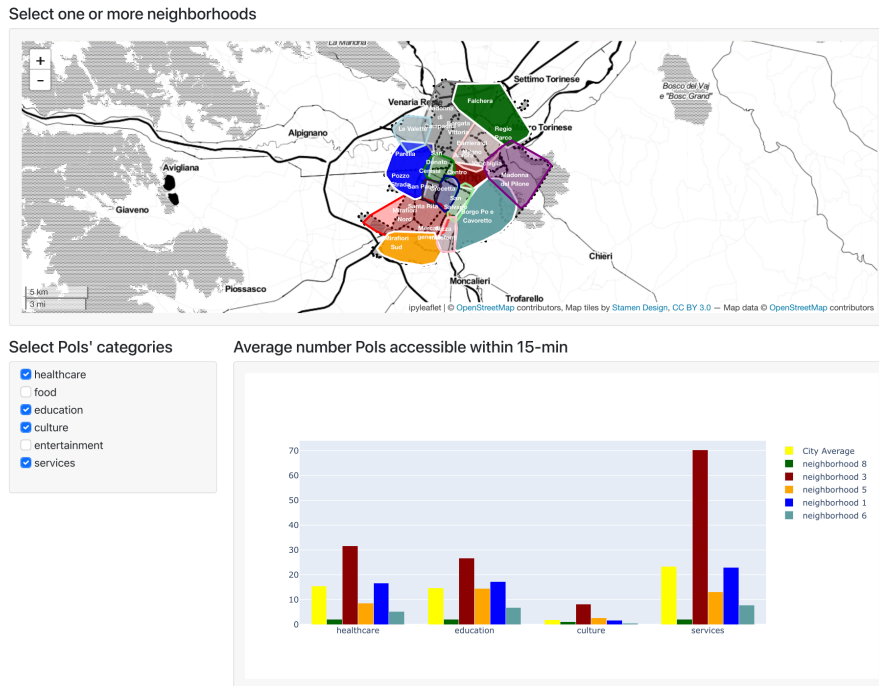 Select one or more neighborhoods
La Mandria
+
−
Settimo Torinese
Falchera
Bosco del Vaj
e "Bosc Grand"
Venaria
Regio
Parco
Torinese
Alpignano
Parella
Avigliana
Centro
Madonna
del Pilone
Pozzo
Strada
Crocetta
San
Giaveno
Santa Rita
Mirafiori
Nord
Borgo Po e
Cavoretto
Mirafiori
Sud
Chieri
5 km
3 mi
Piossasco
Moncalieri
Trofarello
ipyleaflet | © OpenStreetMap contributors, Map tiles by Stamen Design, CC BY 3.0 — Map data © OpenStreetMap contributors
Select PoIs' categories
Average number PoIs accessible within 15-min
healthcare
food
education
culture
entertainment
services
70
60
50
40
30
20
10
0
healthcare
education
culture
services
City Average
neighborhood 8
neighborhood 3
neighborhood 5
neighborhood 1
neighborhood 6